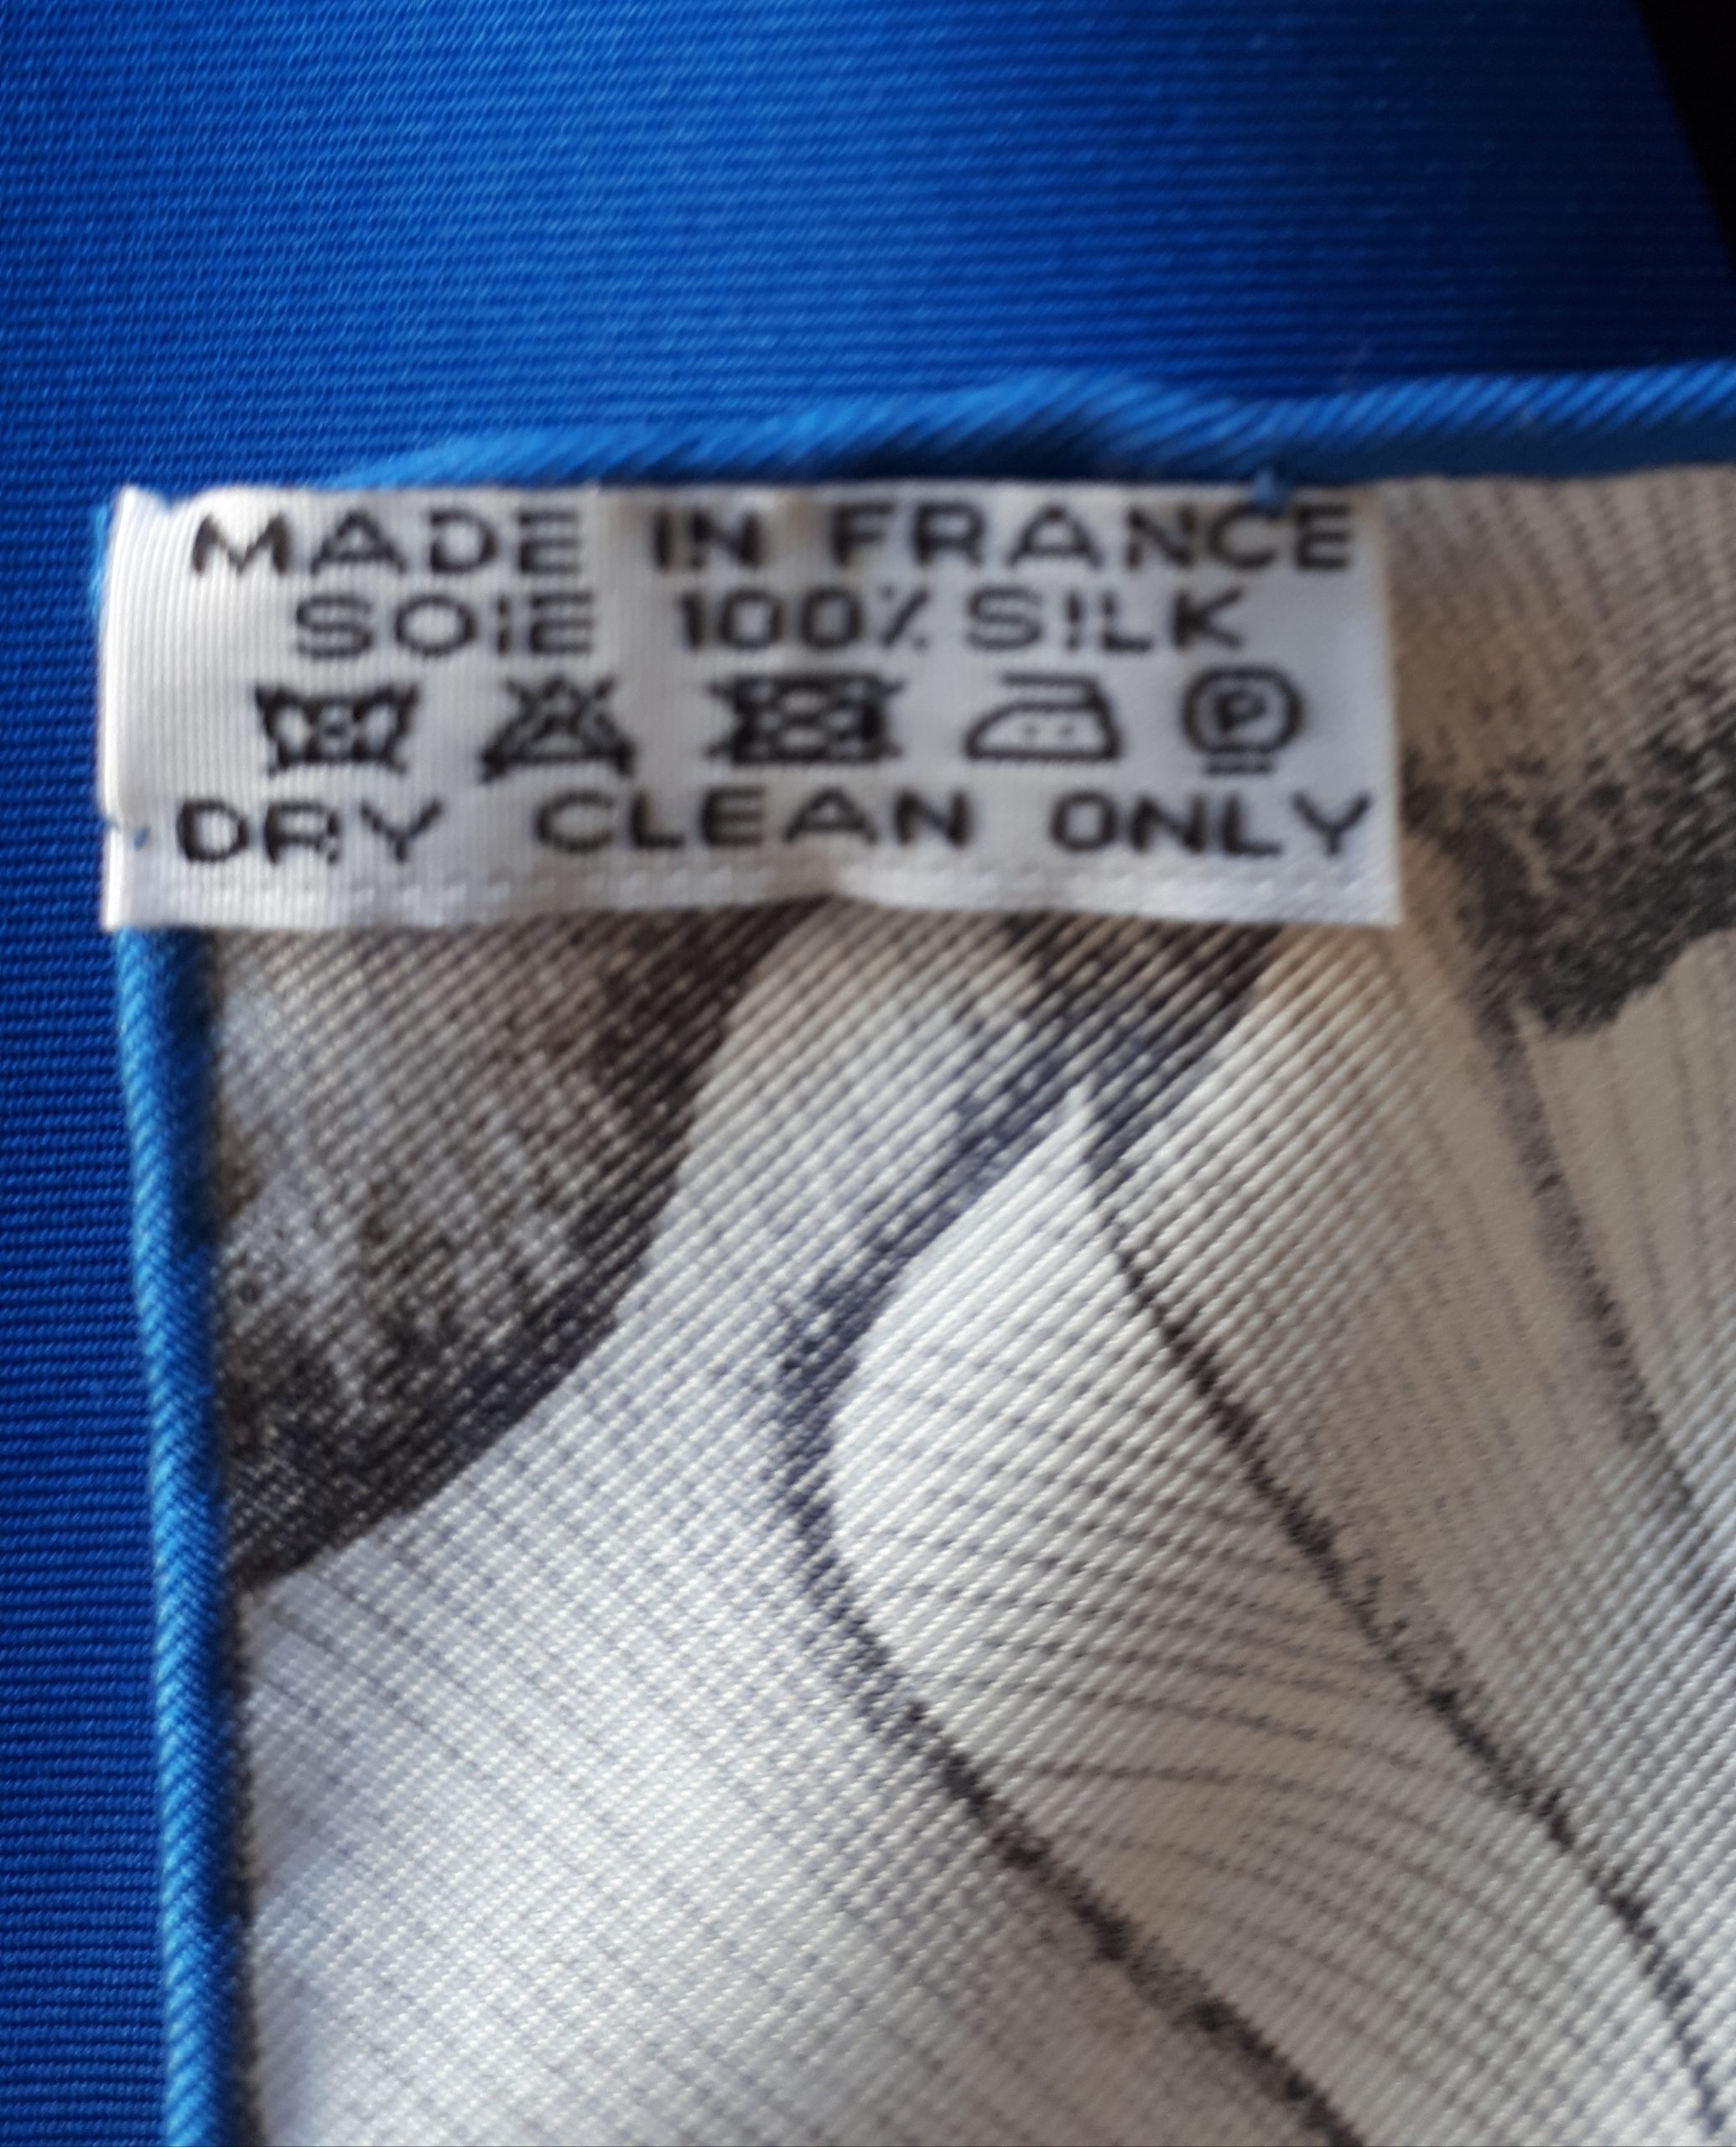 MADE IN FRANCE
SOIE 100% SILK
P
DRY CLEAN ONLY